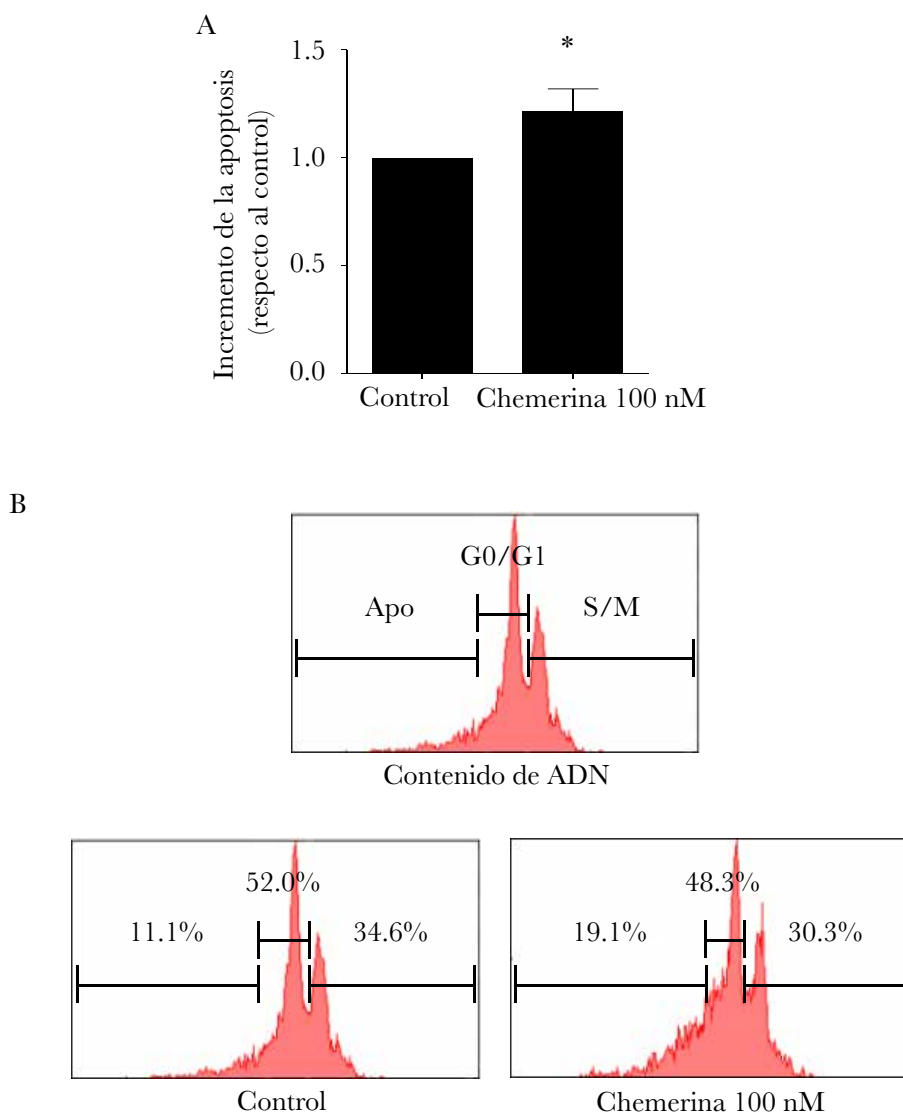 A
Incremento de la apoptosis
(respecto al control)
1.5
1.0
0.5
0.0
*
Control
Chemerina 100 nM
B
G0/G1
Apo
S/M
Contenido de ADN
52.0%
11.1%
34.6%
Control
48.3%
19.1%
30.3%
Chemerina 100 nM